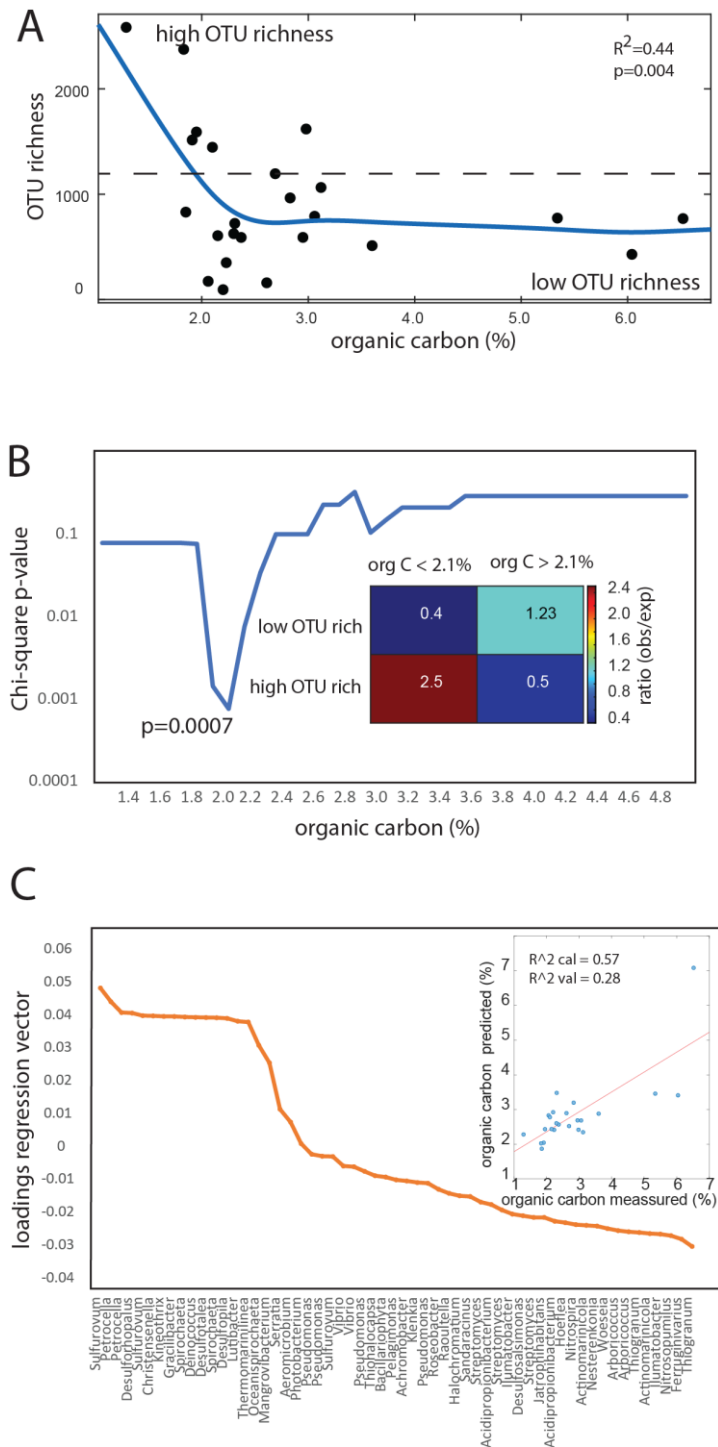 A
high OTU richness
R2=0.44
p=0.004
2000
1000
0
OTU richness
low OTU richness
2.0 3.0 4.0 5.0 6.0
organic carbon (%)
B
0.1
0.01
0.001
0.0001
Chi-square p-value
org C < 2.1% org C > 2.1%
low OTU rich 0.4 1.23
high OTU rich 2.5 0.5
2.4
2.0
1.6
1.2
0.8
0.4
ratio (obs/exp)
p=0.0007
1.4 1.6 1.8 2.0 2.2 2.4 2.6 2.8 3.0 3.2 3.4 3.6 3.8 4.0 4.2 4.4 4.6 4.8
organic carbon (%)
C
0.06
0.05
0.04
0.03
0.01
0
-0.01
-0.02
-0.03
-0.04
loadings regression vector
R^2 cal = 0.57
R^2 val = 0.28
7
6
5
4
3
2
1
organic carbon predicted (%)
1 2 3 4 5 6 7
organic carbon meassured (%)
Sulfurovum
Petrocella
Petrocella
Desulforhopalus
Sulfurovum
Christensenella
Kineothrix
Gracilibacter
Spirochaeta
Deinococcus
Desulfotalea
Spirochaeta
Desulfopila
Lutibacter
Thermomarinilinea
Oceanispirochaeta
Mangrovibacterium
Serratia
Aeromicrobium
Photobacterium
Pseudomonas
Pseudomonas
Sulfurovum
Vibrio
Vibrio
Pseudomonas
Thiohalocapsa
Bacillariophyta
Pelagirhimas
Achromobacter
Klenkia
Pseudomonas
Roseobacter
Raoultella
Halochromatium
Sandaracinus
Streptomyces
Acidipropionibacterium
Streptomyces
Ilumatobacter
Desulfosalsimonas
Streptomyces
Jatrophihabitans
Acidipropionibacterium
Hoeflea
Nitrospira
Actinomarinicola
Nesterenkonia
Woeseia
Arboricoccus
Arboricoccus
Thiogranum
Actinomarinicola
Ilumatobacter
Nitrosopumilus
Ferruginivarius
Thiogranum